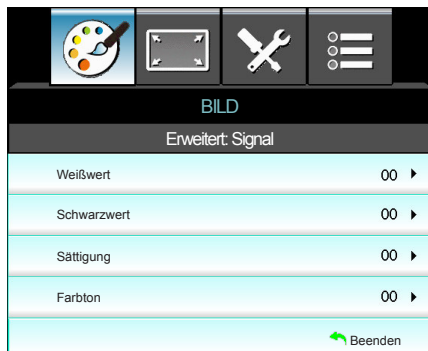 BILD
Erweitert: Signal
Weißwert 00
Schwarzwert 00
Sättigung 00
Farbton 00
Beenden